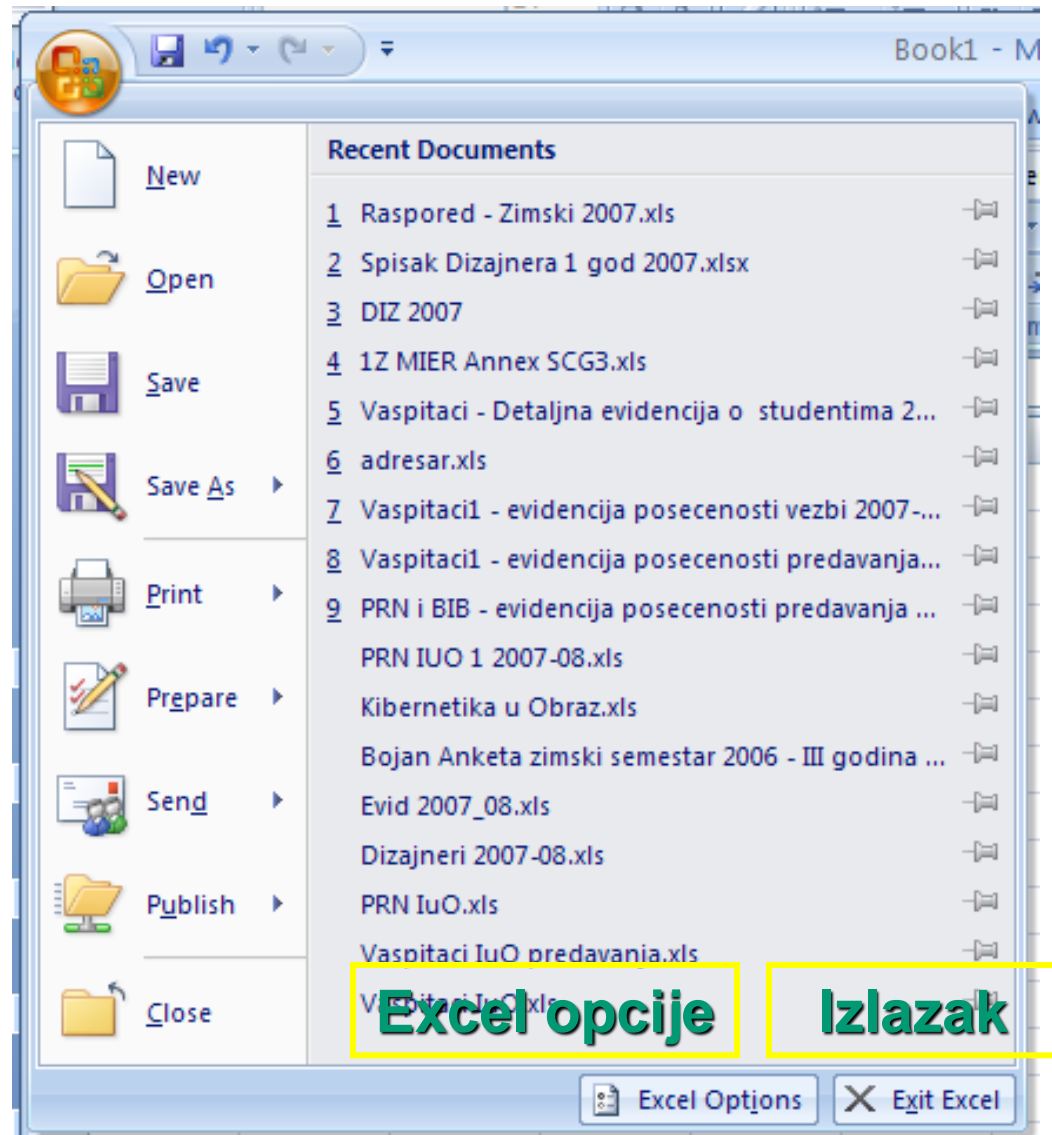 Book1 - M
New
Open
Save
Save As
Print
Prepare
Send
Publish
Close
Recent Documents
1 Raspored - Zimski 2007.xls
2 Spisak Dizajnera 1 god 2007.xlsx
3 DIZ 2007
4 1Z MIER Annex SCG3.xls
5 Vaspitaci - Detaljna evidencija o  studentima 2...
6 adresar.xls
7 Vaspitaci1 - evidencija posecenosti vezbi 2007-...
8 Vaspitaci1 - evidencija posecenosti predavanja...
9 PRN i BIB - evidencija posecenosti predavanja ...
PRN IUO 1 2007-08.xls
Kibernetika u Obraz.xls
Bojan Anketa zimski semestar 2006 - III godina ...
Evid 2007_08.xls
Dizajneri 2007-08.xls
PRN IuO.xls
Vaspitaci IuO predavanja.xls
Vaspitaci IuO.xls
Excel opcije
Izlazak
Excel Options
Exit Excel